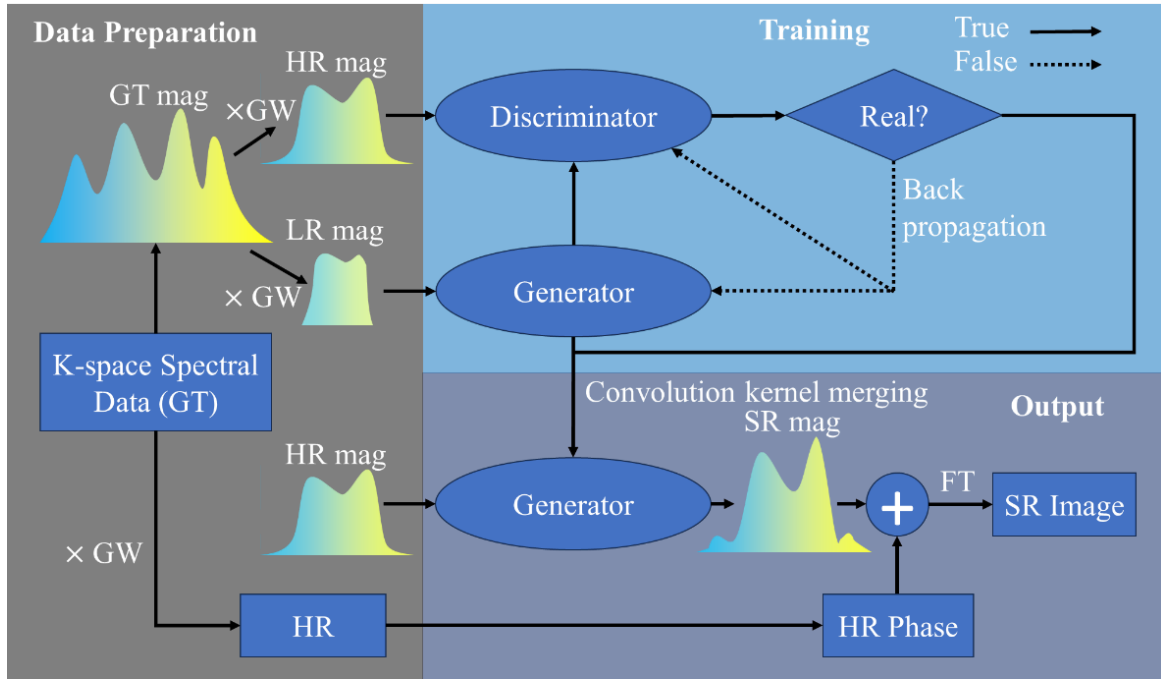 Data Preparation
HR mag
GT mag
×GW
LR mag
× GW
K-space Spectral
Data (GT)
HR mag
× GW
HR
Training
True
False
Discriminator
Real?
Back
propagation
Generator
Convolution kernel merging
Output
SR mag
Generator
+
FT
SR Image
HR Phase